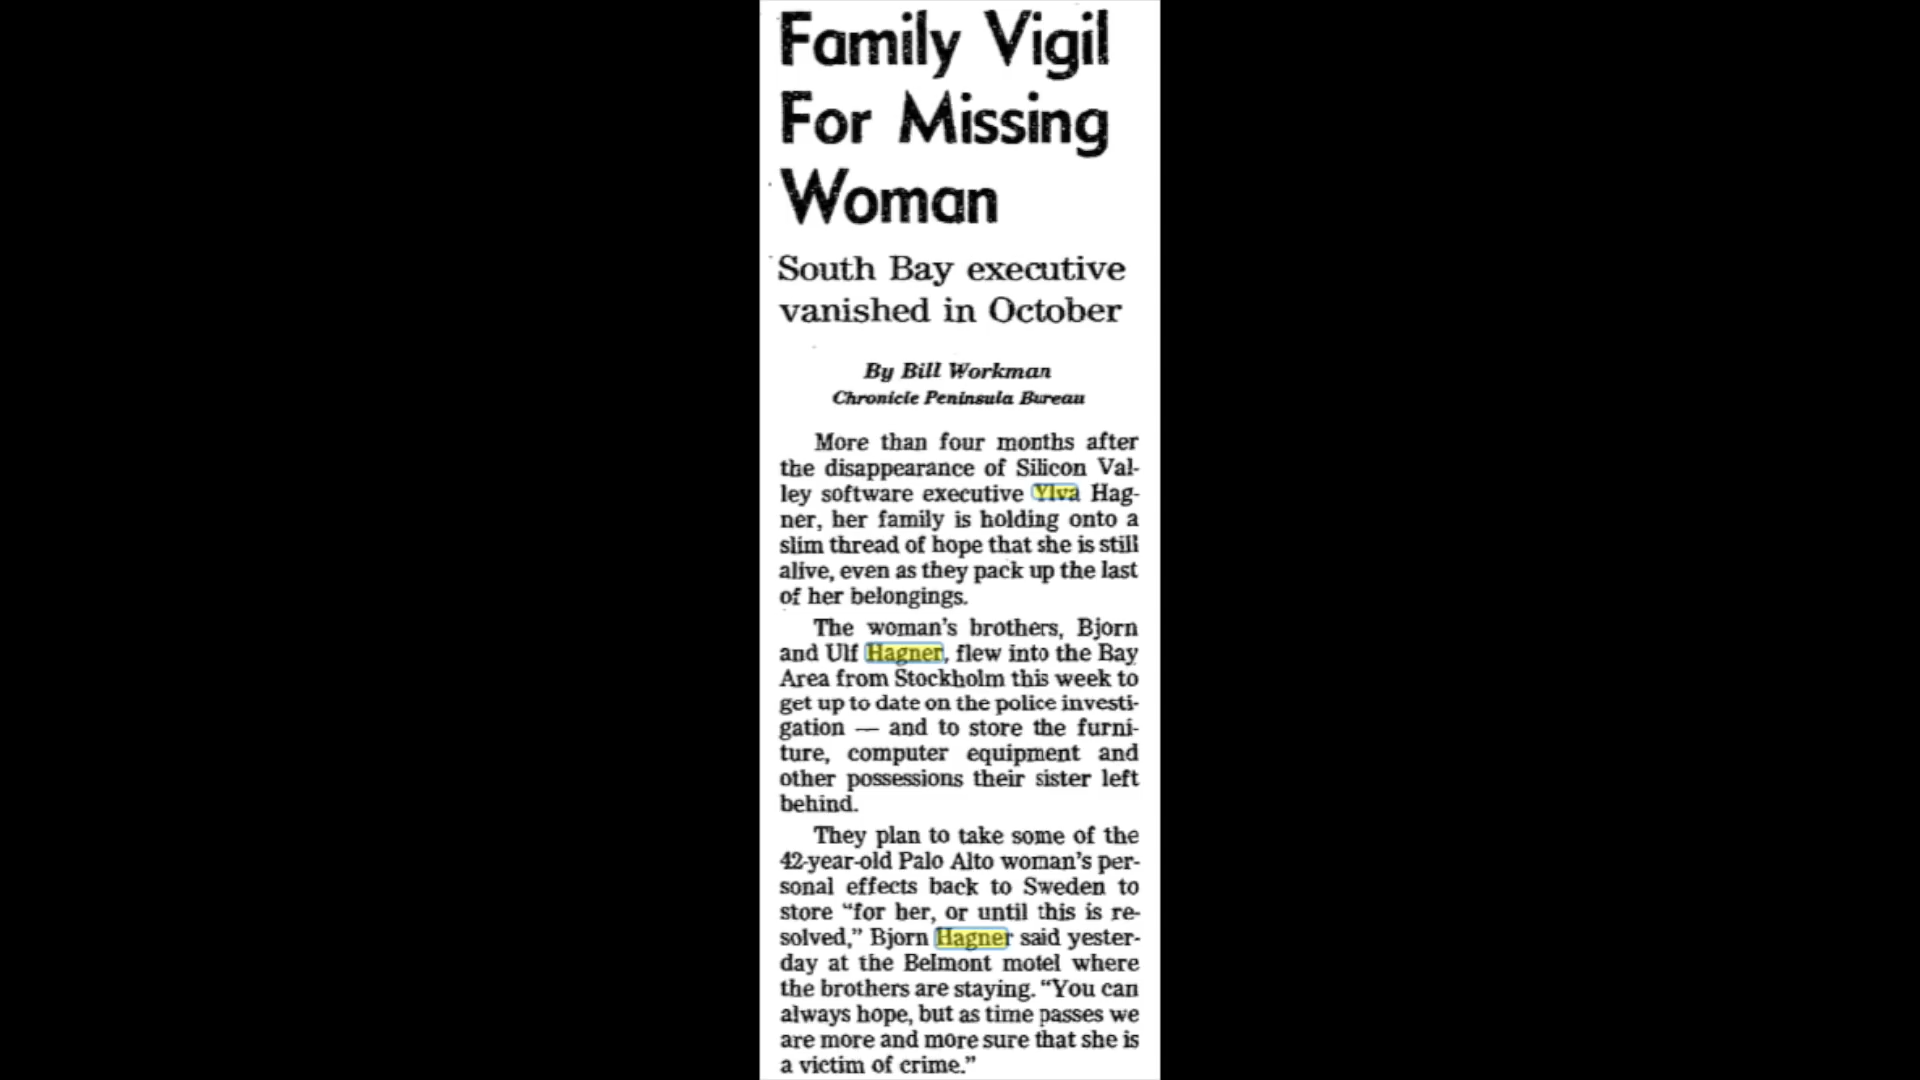 Family Vigil
For Missing
Woman
South Bay executive
vanished in October
By Bill Workman
Chronicle Peninsula Bureau
More than four months after
the disappearance of Silicon Val-
ley software executive Ylva Hag-
ner, her family is holding onto a
slim thread of hope that she is still
alive, even as they pack up the last
of her belongings.
The woman's brothers, Bjorn
and Ulf Hagner, flew into the Bay
Area from Stockholm this week to
get up to date on the police investi-
gation — and to store the furni-
ture, computer equipment and
other possessions their sister left
behind.
They plan to take some of the
42-year-old Palo Alto woman's per-
sonal effects back to Sweden to
store “for her, or until this is re-
solved,” Bjorn Hagner said yester-
day at the Belmont motel where
the brothers are staying. “You can
always hope, but as time passes we
are more and more sure that she is
a victim of crime.”